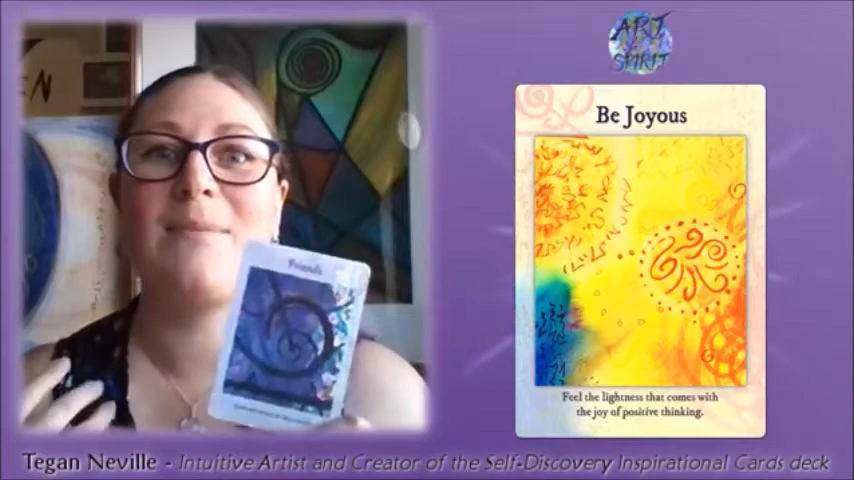 EN
ART
SPIRIT
Be Joyous
Friends
Feel the lightness that comes with
the joy of positive thinking.
Tegan Neville - Intuitive Artist and Creator of the Self-Discovery Inspirational Cards deck